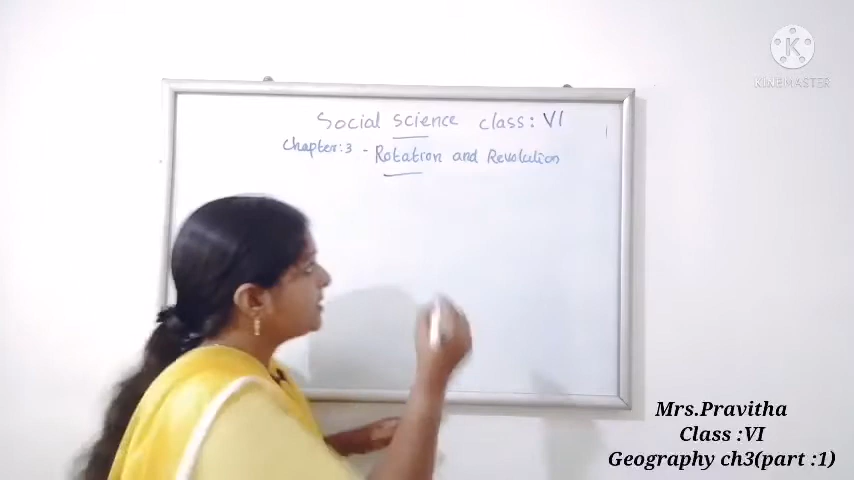 Social science class: VI
Chapter: 3 - Rotation and Revolution
K
KINEMASTER
Mrs.Pravitha
Class :VI
Geography ch3(part :1)